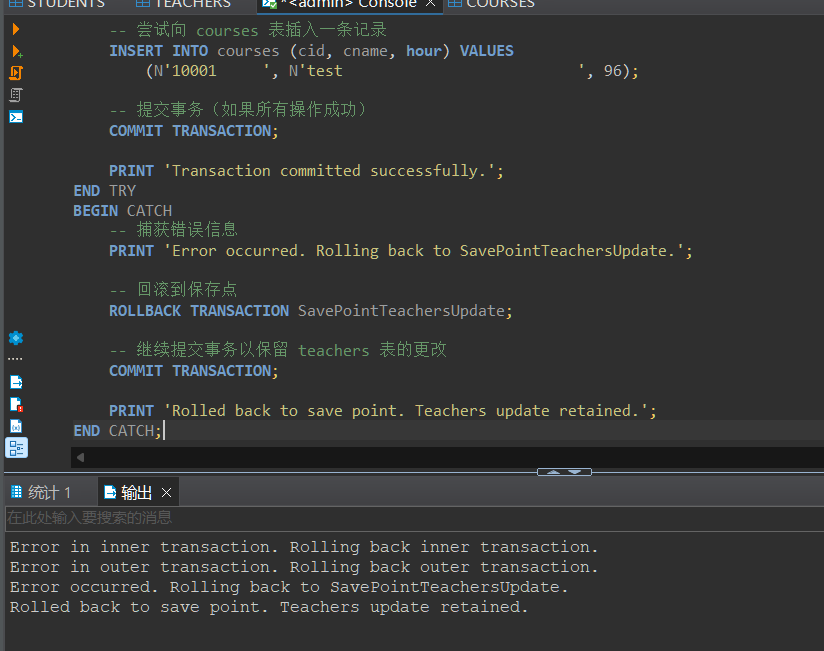 STUDENTS TEACHERS *<admin> Console COURSES
-- 尝试向 courses 表插入一条记录
INSERT INTO courses (cid, cname, hour) VALUES
(N'10001     ', N'test                          ', 96);
-- 提交事务（如果所有操作成功）
COMMIT TRANSACTION;
PRINT 'Transaction committed successfully.';
END TRY
BEGIN CATCH
-- 捕获错误信息
PRINT 'Error occurred. Rolling back to SavePointTeachersUpdate.';
-- 回滚到保存点
ROLLBACK TRANSACTION SavePointTeachersUpdate;
-- 继续提交事务以保留 teachers 表的更改
COMMIT TRANSACTION;
PRINT 'Rolled back to save point. Teachers update retained.';
END CATCH;
统计 1 输出
在此处输入要搜索的消息
Error in inner transaction. Rolling back inner transaction.
Error in outer transaction. Rolling back outer transaction.
Error occurred. Rolling back to SavePointTeachersUpdate.
Rolled back to save point. Teachers update retained.